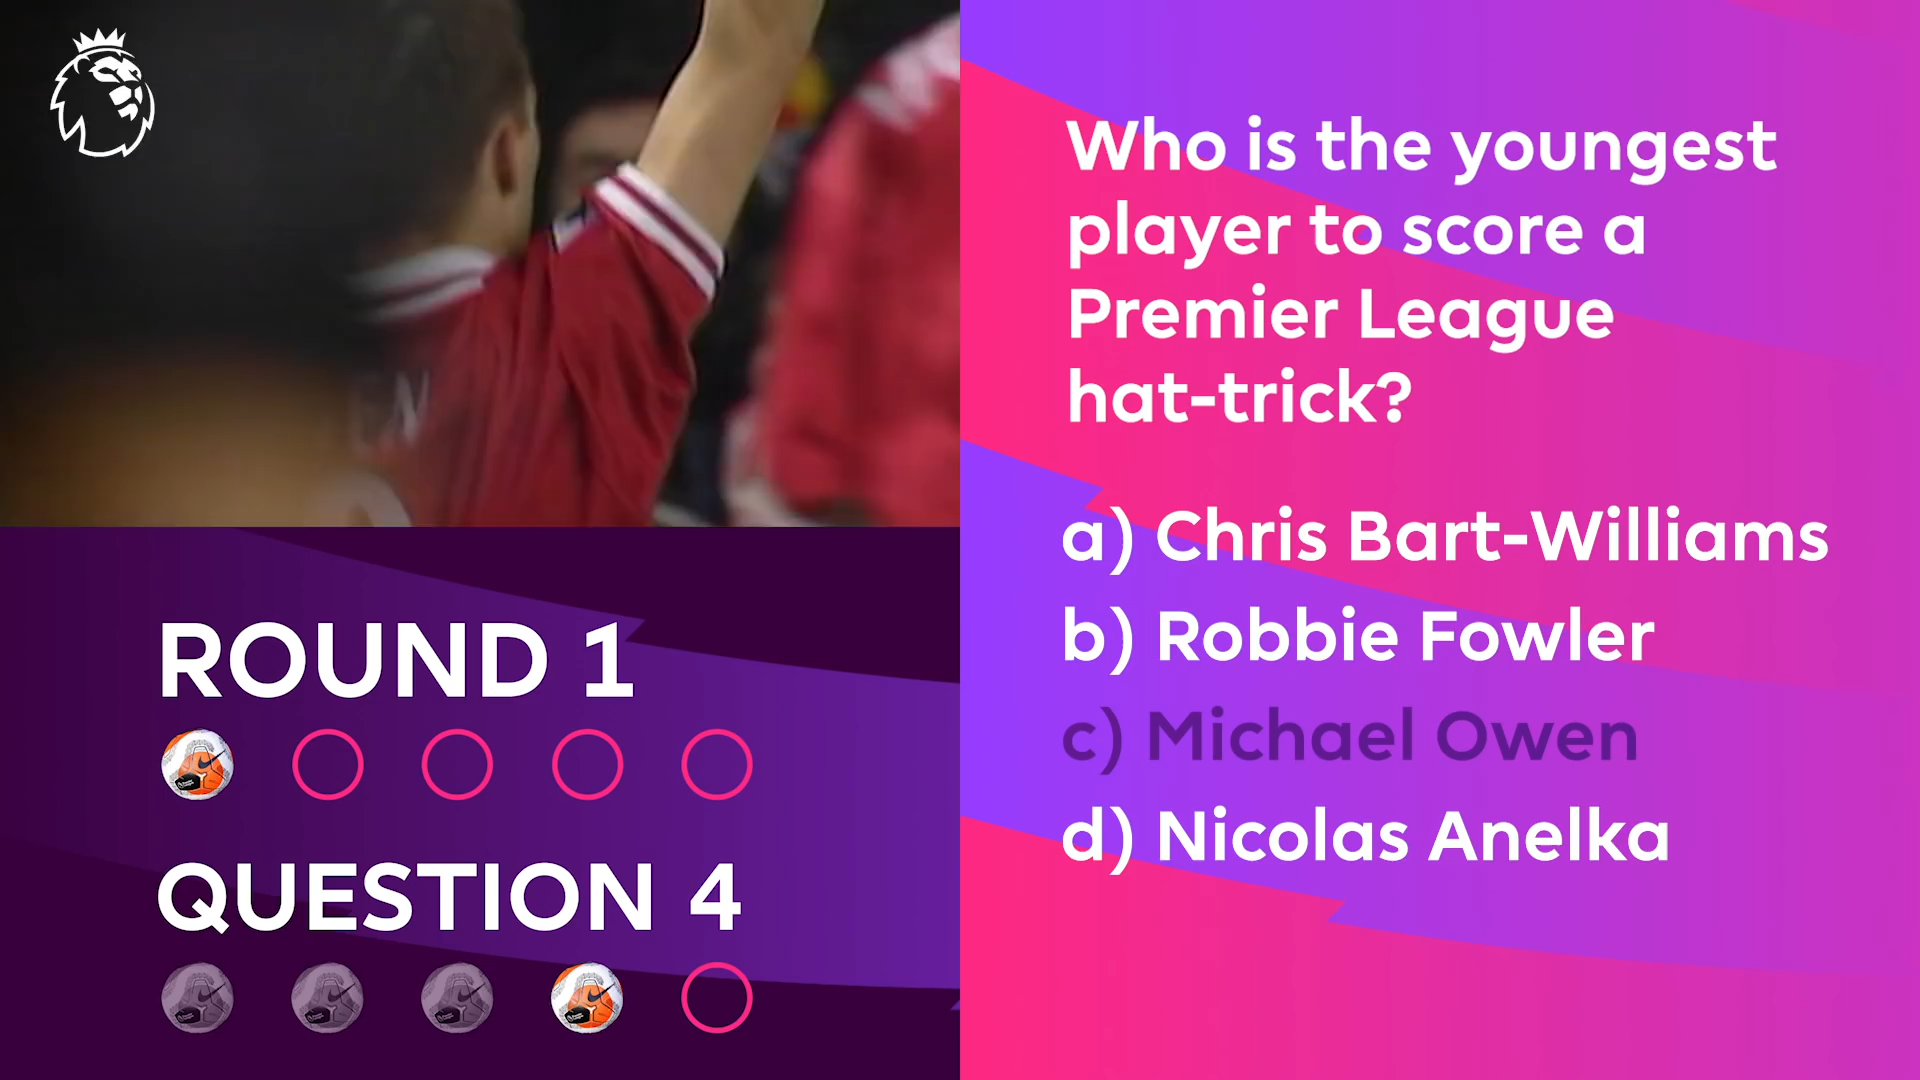 Who is the youngest
player to score a
Premier League
hat-trick?
a) Chris Bart-Williams
b) Robbie Fowler
c) Michael Owen
d) Nicolas Anelka
ROUND 1
QUESTION 4